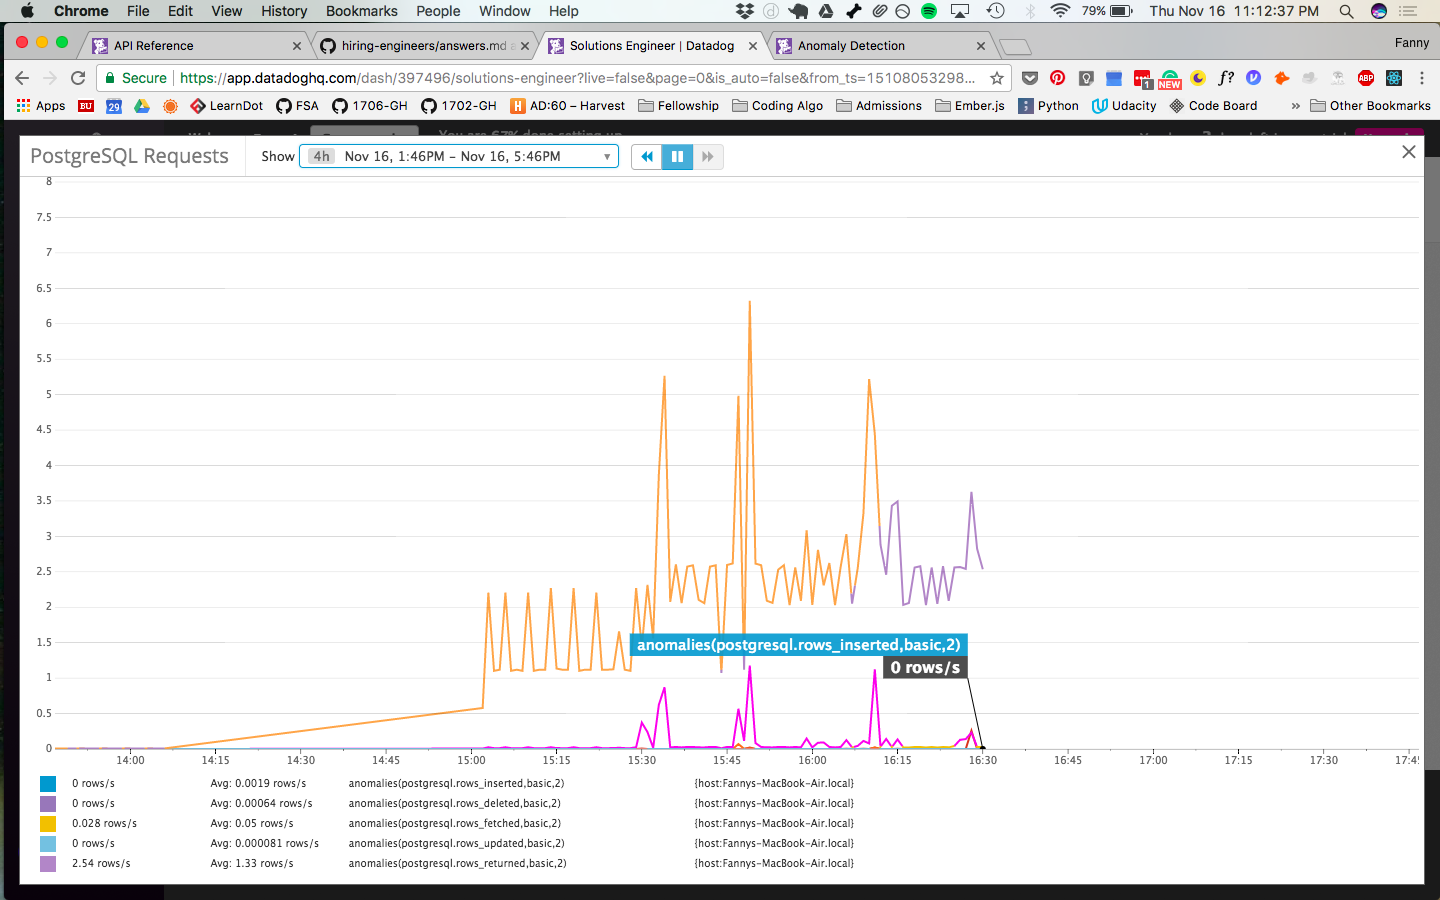 Chrome File Edit View History Bookmarks People Window Help 79% Thu Nov 16 11:12:37 PM
API Reference hiring-engineers/answers.md Solutions Engineer | Datadog Anomaly Detection Fanny
Secure https://app.datadoghq.com/dash/397496/solutions-engineer?live=false&page=0&is_auto=false&from_ts=15108053298... 1 NEW f? ABP
Apps BU 29 LearnDot FSA 1706-GH 1702-GH AD:60 – Harvest Fellowship Coding Algo Admissions Ember.js Python Udacity Code Board » Other Bookmarks
PostgreSQL Requests Show 4h Nov 16, 1:46PM – Nov 16, 5:46PM
8
7.5
7
6.5
6
5.5
5
4.5
4
3.5
3
2.5
2
1.5
anomalies(postgresql.rows_inserted,basic,2)
0 rows/s
1
0.5
0
14:00 14:15 14:30 14:45 15:00 15:15 15:30 15:45 16:00 16:15 16:30 16:45 17:00 17:15 17:30
0 rows/s Avg: 0.0019 rows/s anomalies(postgresql.rows_inserted,basic,2) {host:Fannys-MacBook-Air.local}
0 rows/s Avg: 0.00064 rows/s anomalies(postgresql.rows_deleted,basic,2) {host:Fannys-MacBook-Air.local}
0.028 rows/s Avg: 0.05 rows/s anomalies(postgresql.rows_fetched,basic,2) {host:Fannys-MacBook-Air.local}
0 rows/s Avg: 0.000081 rows/s anomalies(postgresql.rows_updated,basic,2) {host:Fannys-MacBook-Air.local}
2.54 rows/s Avg: 1.33 rows/s anomalies(postgresql.rows_returned,basic,2) {host:Fannys-MacBook-Air.local}